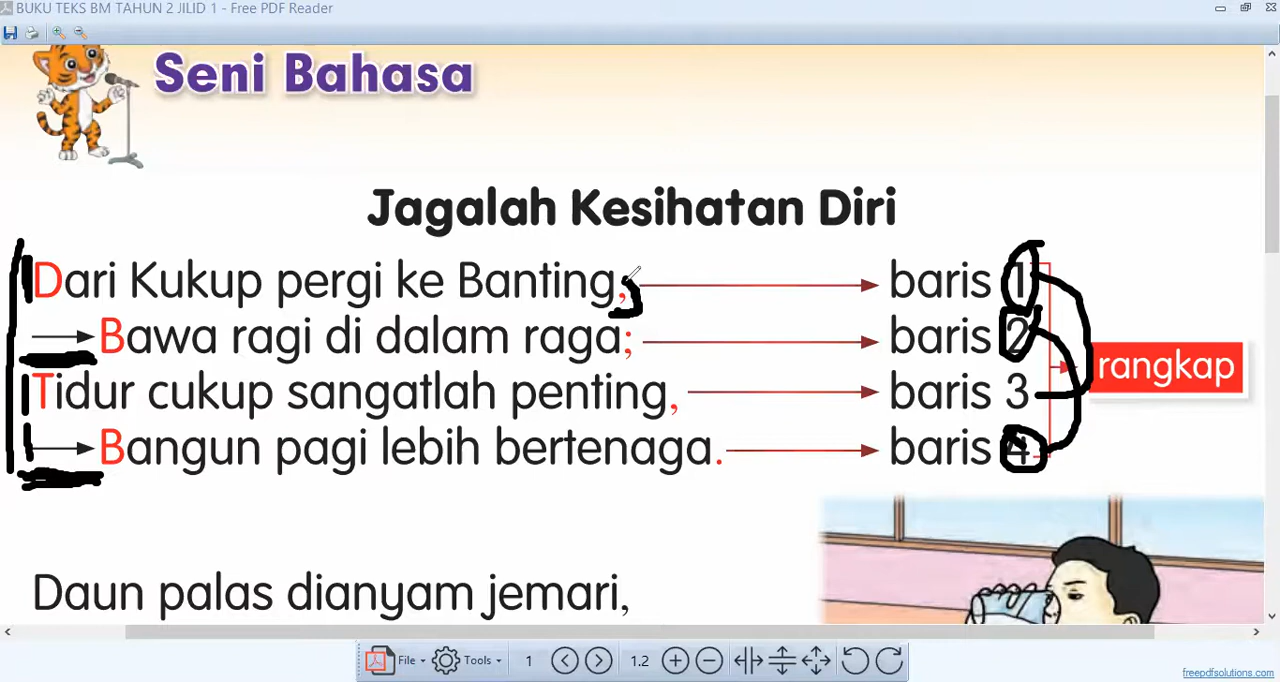 BUKU TEKS BM TAHUN 2 JILID 1 - Free PDF Reader
Seni Bahasa
Jagalah Kesihatan Diri
Dari Kukup pergi ke Banting, baris 1
Bawa ragi di dalam raga; baris 2
rangkap
Tidur cukup sangatlah penting, baris 3
Bangun pagi lebih bertenaga. baris 4
Daun palas dianyam jemari,
File Tools 1 1.2
freepdfsolutions.com